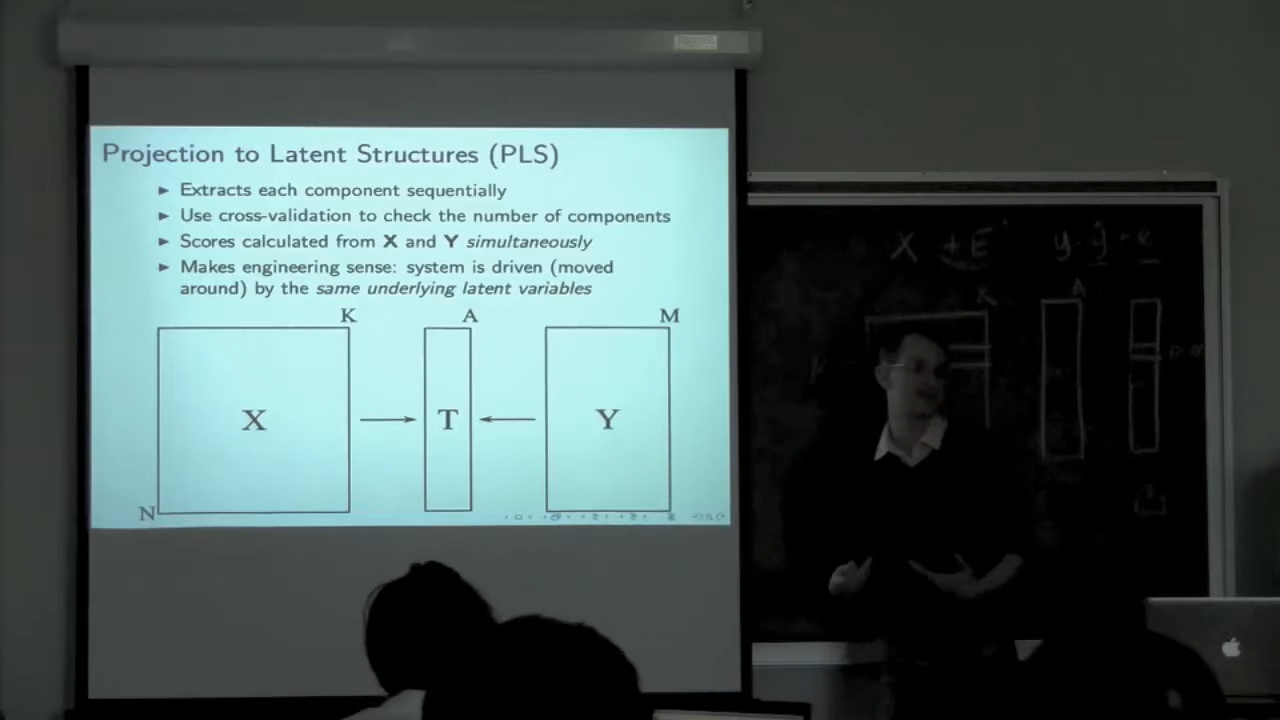 Projection to Latent Structures (PLS)
► Extracts each component sequentially
► Use cross-validation to check the number of components
► Scores calculated from X and Y simultaneously
► Makes engineering sense: system is driven (moved
around) by the same underlying latent variables
K
A
M
X
T
Y
N
X + E
A